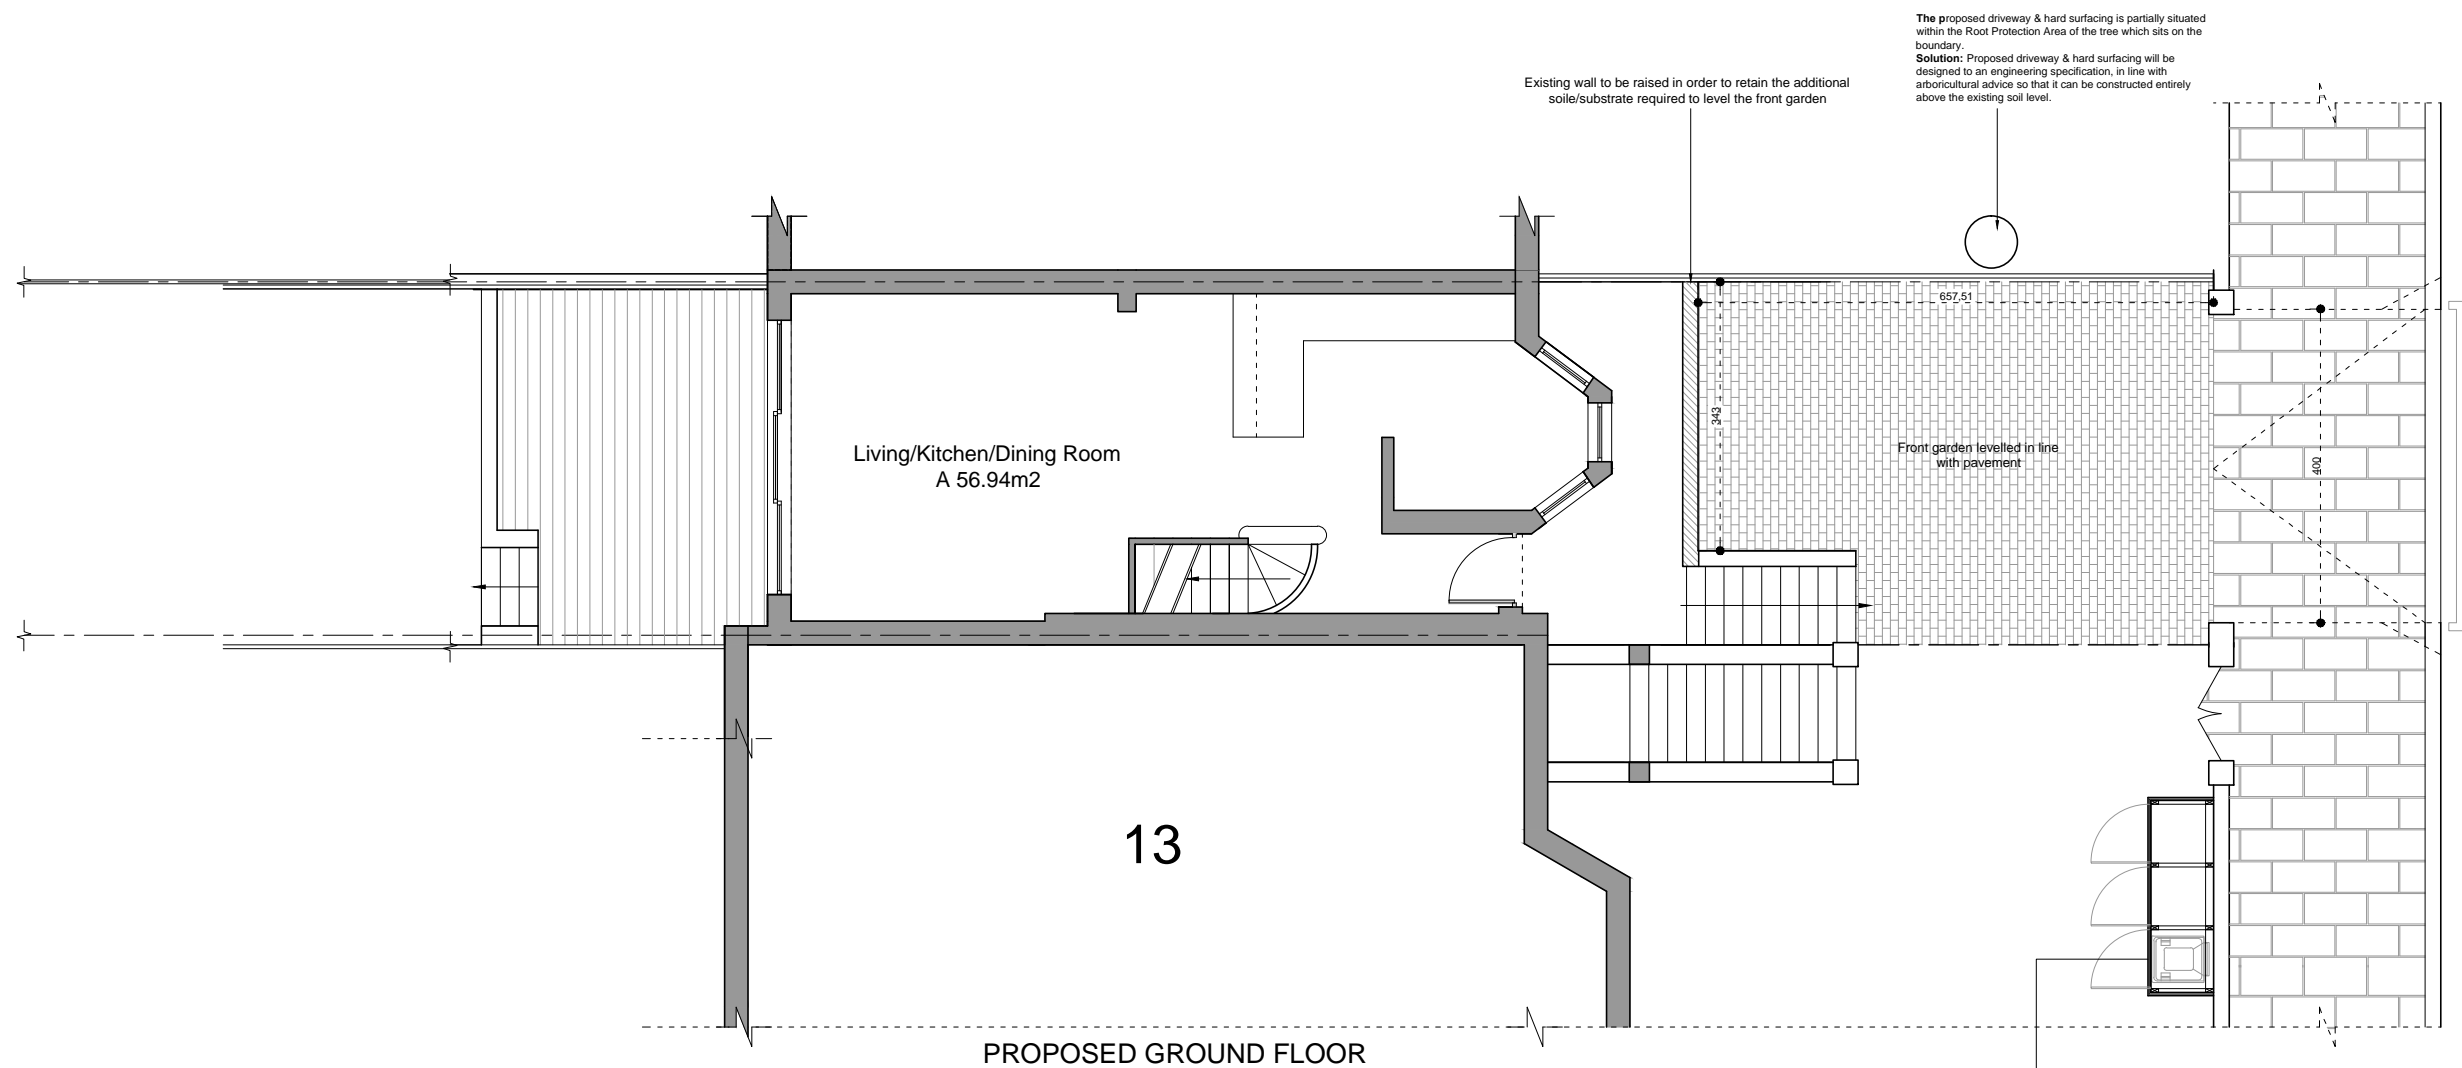 The proposed driveway & hard surfacing is partially situated
within the Root Protection Area of the tree which sits on the
boundary.
Solution: Proposed driveway & hard surfacing will be
designed to an engineering specification, in line with
arboricultural advice so that it can be constructed entirely
above the existing soil level.
Existing wall to be raised in order to retain the additional
soile/substrate required to level the front garden
657,51
343
400
Front garden levelled in line
with pavement
Living/Kitchen/Dining Room
A 56.94m2
13
PROPOSED GROUND FLOOR